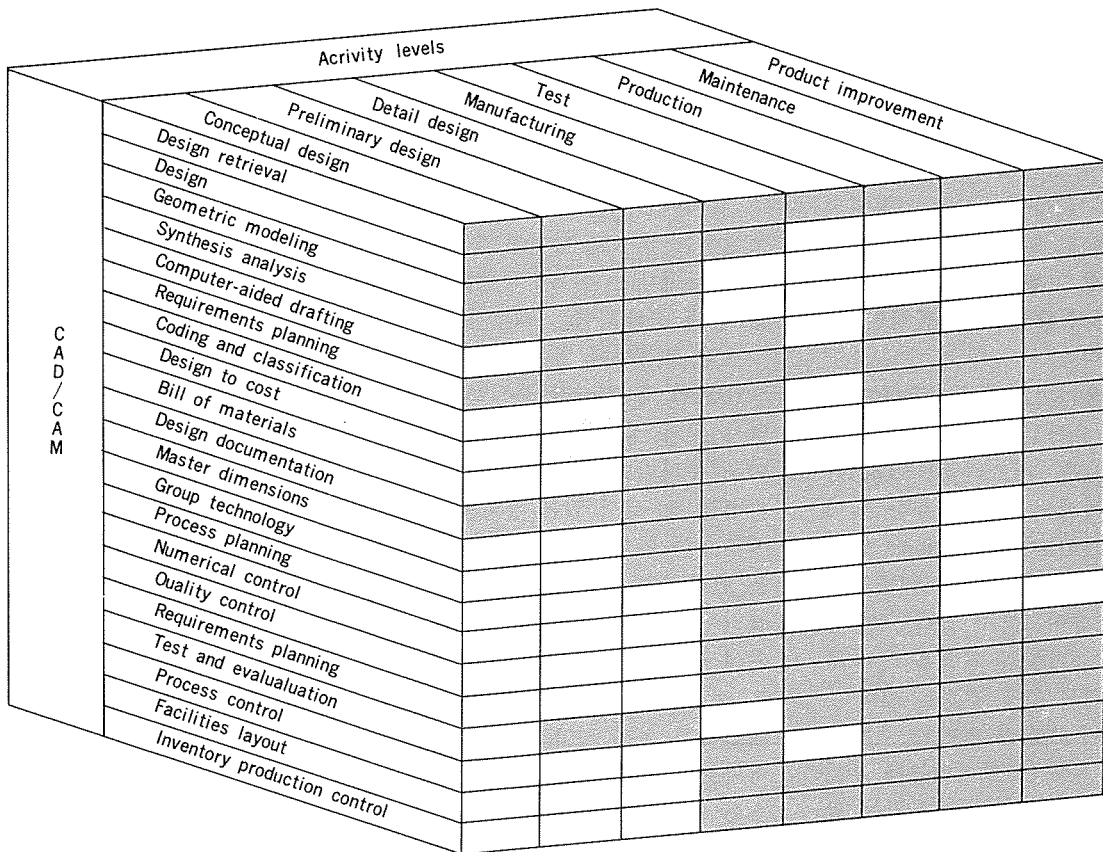 Acrivity levels
Conceptual design
Preliminary design
Detail design
Manufacturing
Test
Production
Maintenance
Product improvement
CAD/CAM
Design retrieval
Design
Geometric modeling
Synthesis analysis
Computer-aided drafting
Requirements planning
Coding and classification
Design to cost
Bill of materials
Design documentation
Master dimensions
Group technology
Process planning
Numerical control
Quality control
Requirements planning
Test and evalualuation
Process control
Facilities layout
Inventory production control